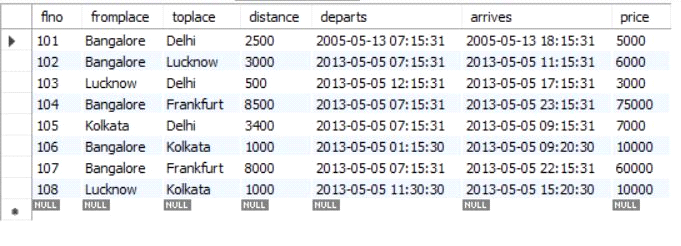 flno fromplace toplace distance departs arrives price
101 Bangalore Delhi 2500 2005-05-13 07:15:31 2005-05-13 18:15:31 5000
102 Bangalore Lucknow 3000 2013-05-05 07:15:31 2013-05-05 11:15:31 6000
103 Lucknow Delhi 500 2013-05-05 12:15:31 2013-05-05 17:15:31 3000
104 Bangalore Frankfurt 8500 2013-05-05 07:15:31 2013-05-05 23:15:31 75000
105 Kolkata Delhi 3400 2013-05-05 07:15:31 2013-05-05 09:15:31 7000
106 Bangalore Kolkata 1000 2013-05-05 01:15:30 2013-05-05 09:20:30 10000
107 Bangalore Frankfurt 8000 2013-05-05 07:15:31 2013-05-05 22:15:31 60000
108 Lucknow Kolkata 1000 2013-05-05 11:30:30 2013-05-05 15:20:30 10000
NULL NULL NULL NULL NULL NULL NULL